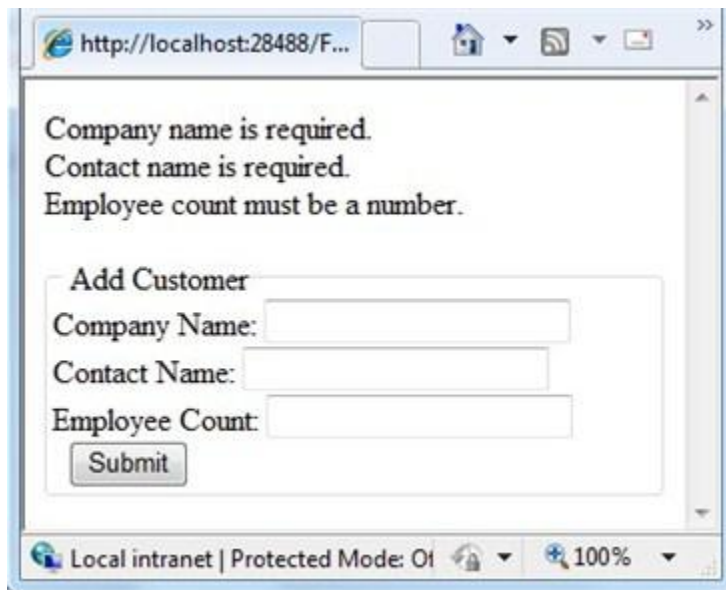 http://localhost:28488/F...
Company name is required.
Contact name is required.
Employee count must be a number.
Add Customer
Company Name:
Contact Name:
Employee Count:
Submit
Local intranet | Protected Mode:
100%